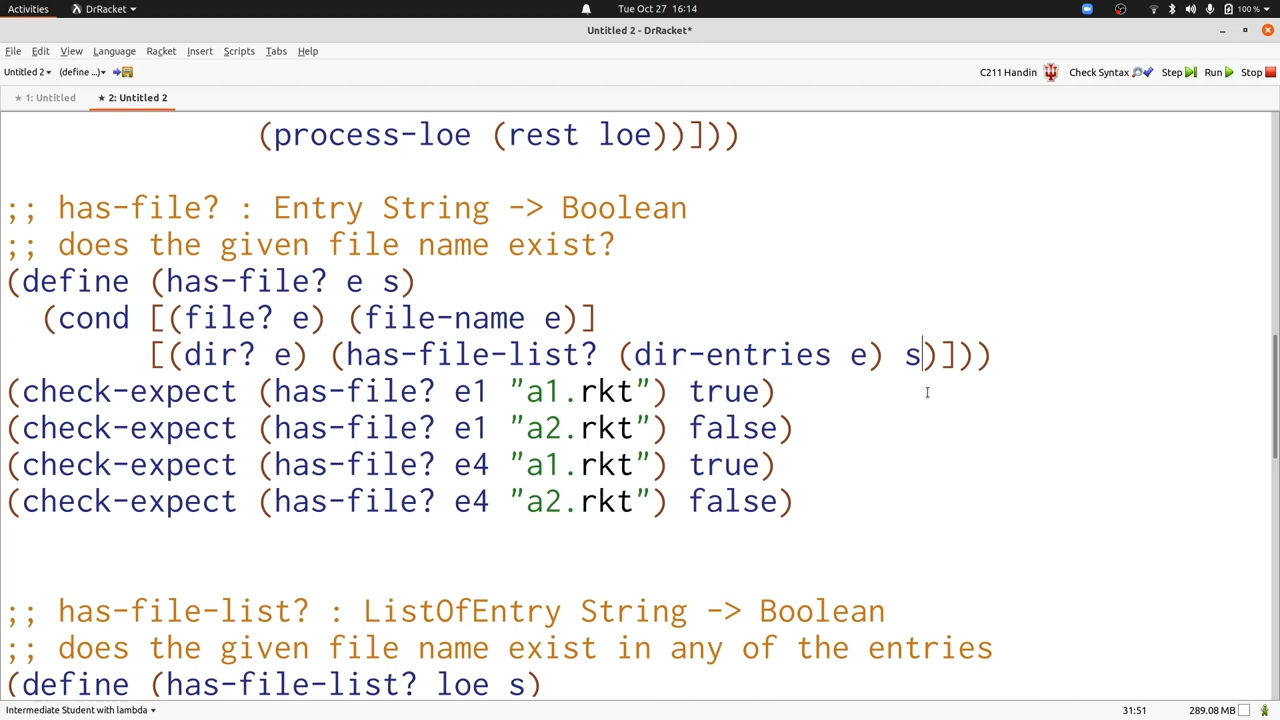 Activities DrRacket Tue Oct 27 16:14 100 %
Untitled 2 - DrRacket*
File Edit View Language Racket Insert Scripts Tabs Help
Untitled 2 (define ...) C211 Handin Check Syntax Step Run Stop
★ 1: Untitled ★ 2: Untitled 2
(process-loe (rest loe))]))
;; has-file? : Entry String -> Boolean
;; does the given file name exist?
(define (has-file? e s)
(cond [(file? e) (file-name e)]
[(dir? e) (has-file-list? (dir-entries e) s)]))
(check-expect (has-file? e1 "a1.rkt") true)
(check-expect (has-file? e1 "a2.rkt") false)
(check-expect (has-file? e4 "a1.rkt") true)
(check-expect (has-file? e4 "a2.rkt") false)
;; has-file-list? : ListOfEntry String -> Boolean
;; does the given file name exist in any of the entries
(define (has-file-list? loe s)
Intermediate Student with lambda 31:51 289.08 MB